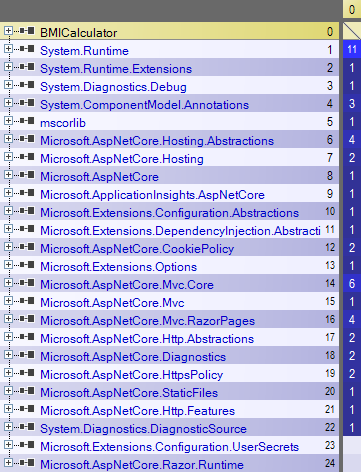 0
BMICalculator 0
System.Runtime 1 11
System.Runtime.Extensions 2 1
System.Diagnostics.Debug 3 1
System.ComponentModel.Annotations 4 3
mscorlib 5 1
Microsoft.AspNetCore.Hosting.Abstractions 6 4
Microsoft.AspNetCore.Hosting 7 2
Microsoft.AspNetCore 8 1
Microsoft.ApplicationInsights.AspNetCore 9 1
Microsoft.Extensions.Configuration.Abstractions 10 1
Microsoft.Extensions.DependencyInjection.Abstracti 11 1
Microsoft.AspNetCore.CookiePolicy 12 2
Microsoft.Extensions.Options 13 1
Microsoft.AspNetCore.Mvc.Core 14 6
Microsoft.AspNetCore.Mvc 15 1
Microsoft.AspNetCore.Mvc.RazorPages 16 4
Microsoft.AspNetCore.Http.Abstractions 17 2
Microsoft.AspNetCore.Diagnostics 18 2
Microsoft.AspNetCore.HttpsPolicy 19 2
Microsoft.AspNetCore.StaticFiles 20 1
Microsoft.AspNetCore.Http.Features 21 1
System.Diagnostics.DiagnosticSource 22 1
Microsoft.Extensions.Configuration.UserSecrets 23
Microsoft.AspNetCore.Razor.Runtime 24